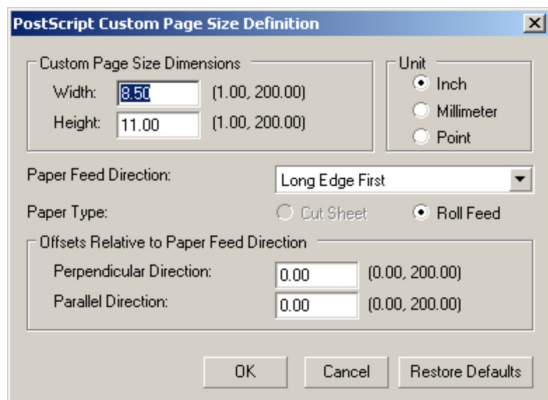 PostScript Custom Page Size Definition
Custom Page Size Dimensions
Unit
Width: 8.50 (1.00, 200.00)
Height: 11.00 (1.00, 200.00)
Inch
Millimeter
Point
Paper Feed Direction: Long Edge First
Paper Type: Cut Sheet Roll Feed
Offsets Relative to Paper Feed Direction
Perpendicular Direction: 0.00 (0.00, 200.00)
Parallel Direction: 0.00 (0.00, 200.00)
OK Cancel Restore Defaults